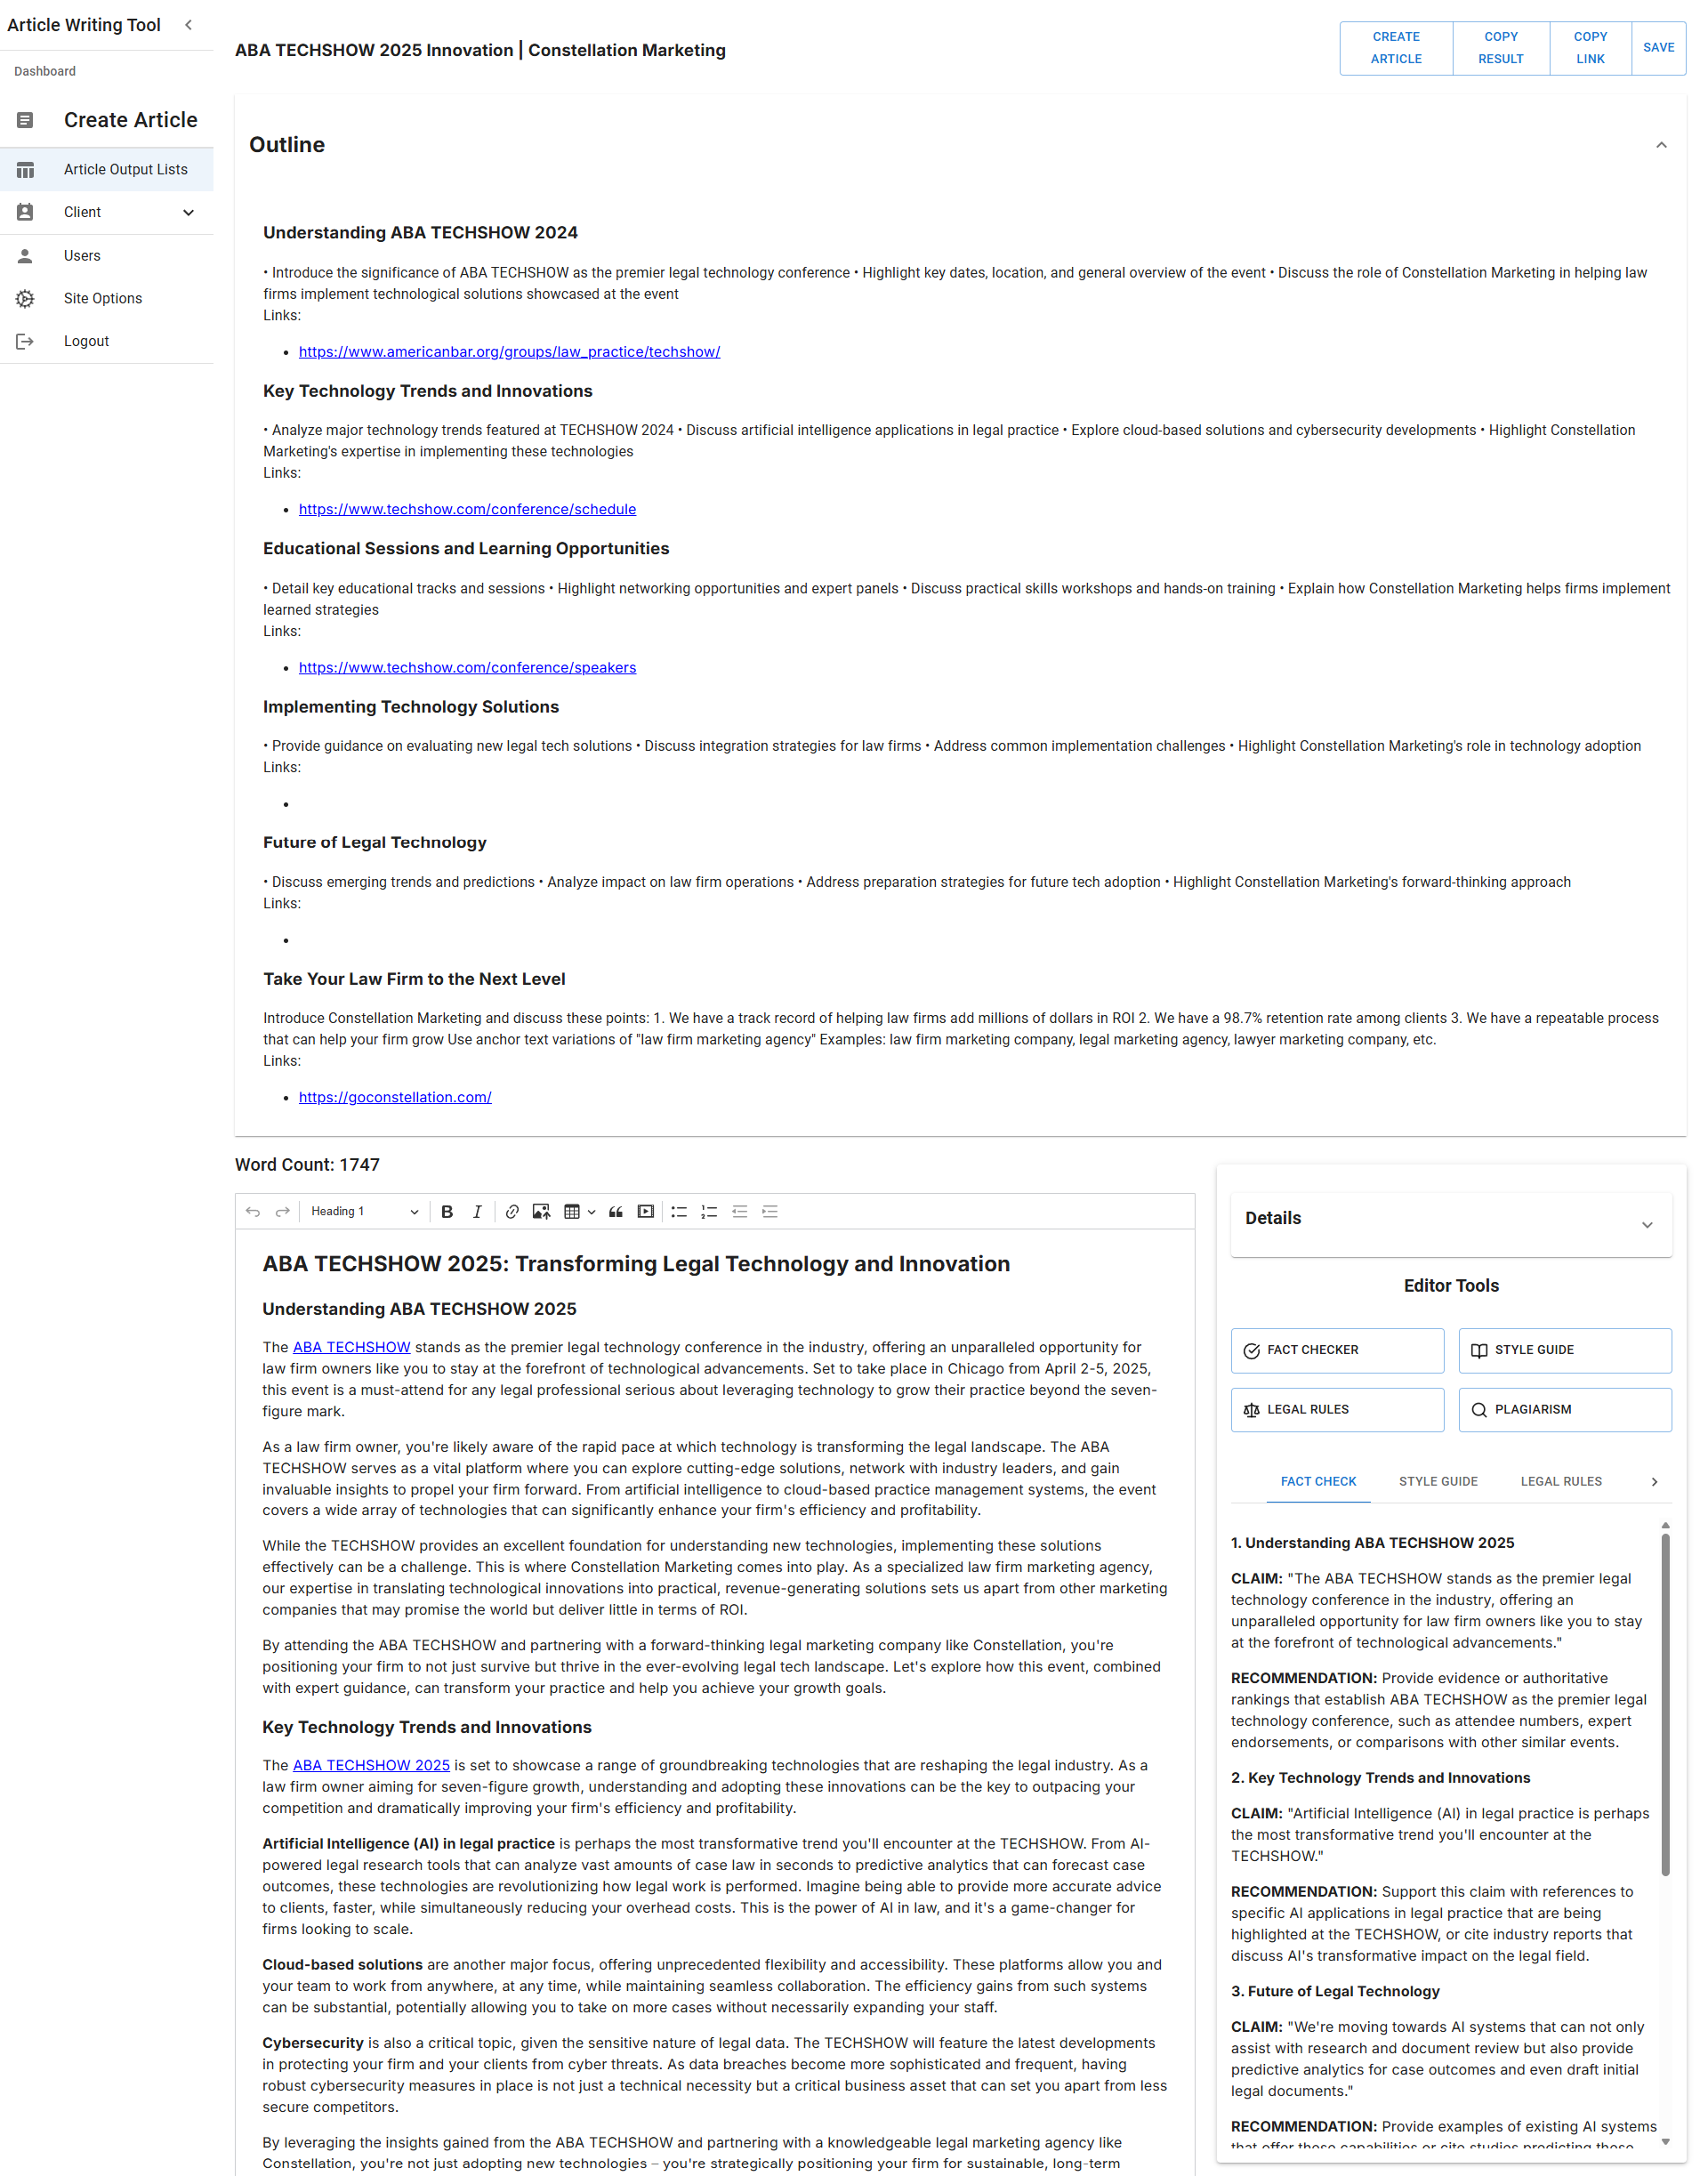 Article Writing Tool
Dashboard
Create Article
Article Output Lists
Client
Users
Site Options
Logout
ABA TECHSHOW 2025 Innovation | Constellation Marketing
CREATE ARTICLE
COPY RESULT
COPY LINK
SAVE
Outline
Understanding ABA TECHSHOW 2024
• Introduce the significance of ABA TECHSHOW as the premier legal technology conference • Highlight key dates, location, and general overview of the event • Discuss the role of Constellation Marketing in helping law
firms implement technological solutions showcased at the event
Links:
• https://www.americanbar.org/groups/law_practice/techshow/
Key Technology Trends and Innovations
• Analyze major technology trends featured at TECHSHOW 2024 • Discuss artificial intelligence applications in legal practice • Explore cloud-based solutions and cybersecurity developments • Highlight Constellation
Marketing's expertise in implementing these technologies
Links:
• https://www.techshow.com/conference/schedule
Educational Sessions and Learning Opportunities
• Detail key educational tracks and sessions • Highlight networking opportunities and expert panels • Discuss practical skills workshops and hands-on training • Explain how Constellation Marketing helps firms implement
learned strategies
Links:
• https://www.techshow.com/conference/speakers
Implementing Technology Solutions
• Provide guidance on evaluating new legal tech solutions • Discuss integration strategies for law firms • Address common implementation challenges • Highlight Constellation Marketing's role in technology adoption
Links:
•
Future of Legal Technology
• Discuss emerging trends and predictions • Analyze impact on law firm operations • Address preparation strategies for future tech adoption • Highlight Constellation Marketing's forward-thinking approach
Links:
•
Take Your Law Firm to the Next Level
Introduce Constellation Marketing and discuss these points: 1. We have a track record of helping law firms add millions of dollars in ROI 2. We have a 98.7% retention rate among clients 3. We have a repeatable process
that can help your firm grow Use anchor text variations of "law firm marketing agency" Examples: law firm marketing company, legal marketing agency, lawyer marketing company, etc.
Links:
• https://goconstellation.com/
Word Count: 1747
Heading 1
ABA TECHSHOW 2025: Transforming Legal Technology and Innovation
Understanding ABA TECHSHOW 2025
The ABA TECHSHOW stands as the premier legal technology conference in the industry, offering an unparalleled opportunity for
law firm owners like you to stay at the forefront of technological advancements. Set to take place in Chicago from April 2-5, 2025,
this event is a must-attend for any legal professional serious about leveraging technology to grow their practice beyond the seven-
figure mark.
As a law firm owner, you're likely aware of the rapid pace at which technology is transforming the legal landscape. The ABA
TECHSHOW serves as a vital platform where you can explore cutting-edge solutions, network with industry leaders, and gain
invaluable insights to propel your firm forward. From artificial intelligence to cloud-based practice management systems, the event
covers a wide array of technologies that can significantly enhance your firm's efficiency and profitability.
While the TECHSHOW provides an excellent foundation for understanding new technologies, implementing these solutions
effectively can be a challenge. This is where Constellation Marketing comes into play. As a specialized law firm marketing agency,
our expertise in translating technological innovations into practical, revenue-generating solutions sets us apart from other marketing
companies that may promise the world but deliver little in terms of ROI.
By attending the ABA TECHSHOW and partnering with a forward-thinking legal marketing company like Constellation, you're
positioning your firm to not just survive but thrive in the ever-evolving legal tech landscape. Let's explore how this event, combined
with expert guidance, can transform your practice and help you achieve your growth goals.
Key Technology Trends and Innovations
The ABA TECHSHOW 2025 is set to showcase a range of groundbreaking technologies that are reshaping the legal industry. As a
law firm owner aiming for seven-figure growth, understanding and adopting these innovations can be the key to outpacing your
competition and dramatically improving your firm's efficiency and profitability.
Artificial Intelligence (AI) in legal practice is perhaps the most transformative trend you'll encounter at the TECHSHOW. From AI-
powered legal research tools that can analyze vast amounts of case law in seconds to predictive analytics that can forecast case
outcomes, these technologies are revolutionizing how legal work is performed. Imagine being able to provide more accurate advice
to clients, faster, while simultaneously reducing your overhead costs. This is the power of AI in law, and it's a game-changer for
firms looking to scale.
Cloud-based solutions are another major focus, offering unprecedented flexibility and accessibility. These platforms allow you and
your team to work from anywhere, at any time, while maintaining seamless collaboration. The efficiency gains from such systems
can be substantial, potentially allowing you to take on more cases without necessarily expanding your staff.
Cybersecurity is also a critical topic, given the sensitive nature of legal data. The TECHSHOW will feature the latest developments
in protecting your firm and your clients from cyber threats. As data breaches become more sophisticated and frequent, having
robust cybersecurity measures in place is not just a technical necessity but a critical business asset that can set you apart from less
secure competitors.
By leveraging the insights gained from the ABA TECHSHOW and partnering with a knowledgeable legal marketing agency like
Constellation, you're not just adopting new technologies – you're strategically positioning your firm for sustainable, long-term
Details
Editor Tools
FACT CHECKER
STYLE GUIDE
LEGAL RULES
PLAGIARISM
FACT CHECK
STYLE GUIDE
LEGAL RULES
1. Understanding ABA TECHSHOW 2025
CLAIM: "The ABA TECHSHOW stands as the premier legal
technology conference in the industry, offering an
unparalleled opportunity for law firm owners like you to stay
at the forefront of technological advancements."
RECOMMENDATION: Provide evidence or authoritative
rankings that establish ABA TECHSHOW as the premier legal
technology conference, such as attendee numbers, expert
endorsements, or comparisons with other similar events.
2. Key Technology Trends and Innovations
CLAIM: "Artificial Intelligence (AI) in legal practice is perhaps
the most transformative trend you'll encounter at the
TECHSHOW."
RECOMMENDATION: Support this claim with references to
specific AI applications in legal practice that are being
highlighted at the TECHSHOW, or cite industry reports that
discuss AI's transformative impact on the legal field.
3. Future of Legal Technology
CLAIM: "We're moving towards AI systems that can not only
assist with research and document review but also provide
predictive analytics for case outcomes and even draft initial
legal documents."
RECOMMENDATION: Provide examples of existing AI systems
that offer these capabilities or cite studies predicting these